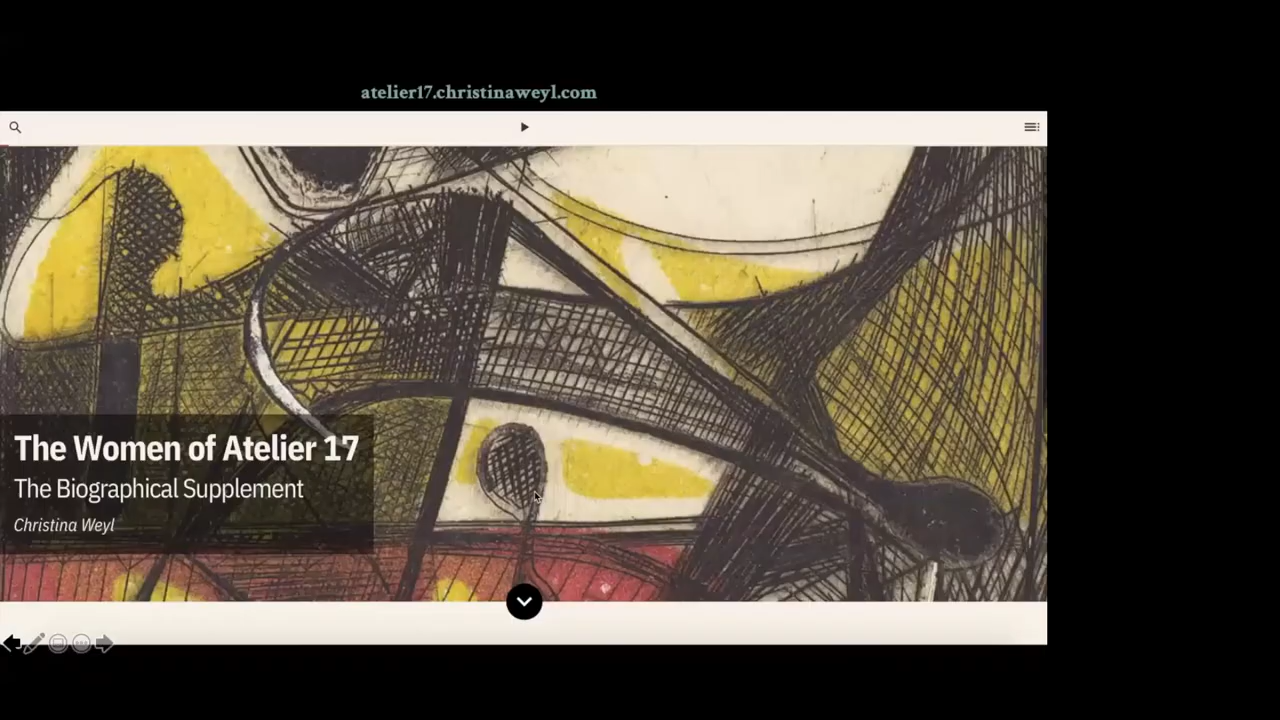 atelier17.christinaweyl.com
The Women of Atelier 17
The Biographical Supplement
Christina Weyl